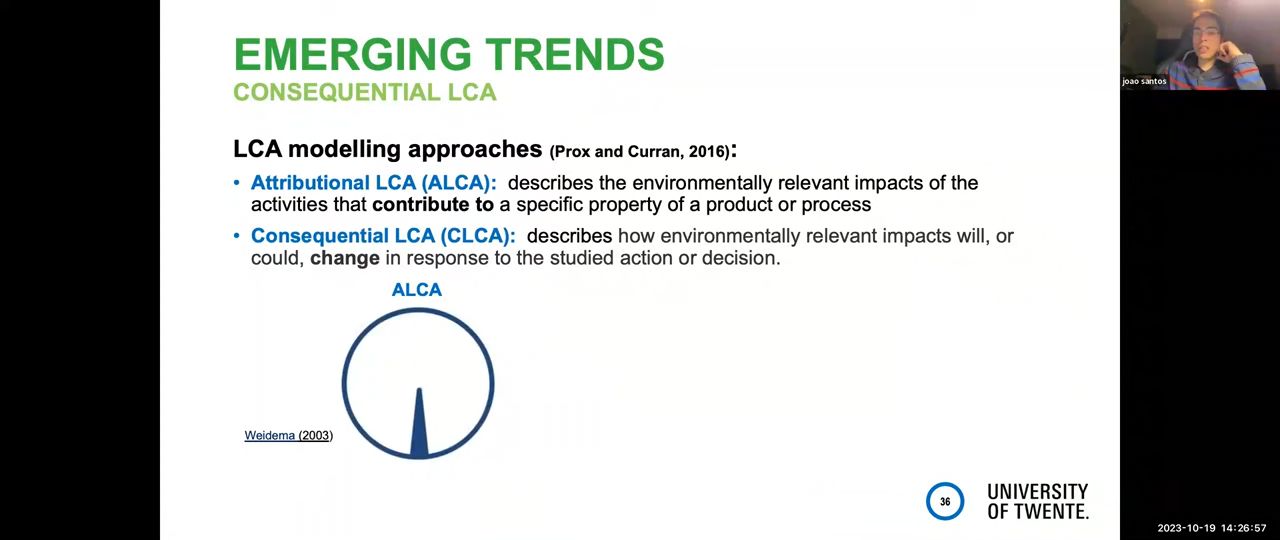 EMERGING TRENDS
CONSEQUENTIAL LCA
LCA modelling approaches (Prox and Curran, 2016):
• Attributional LCA (ALCA): describes the environmentally relevant impacts of the
activities that contribute to a specific property of a product or process
• Consequential LCA (CLCA): describes how environmentally relevant impacts will, or
could, change in response to the studied action or decision.
ALCA
Weidema (2003)
36
UNIVERSITY
OF TWENTE.
joao santos
2023-10-19 14:26:57